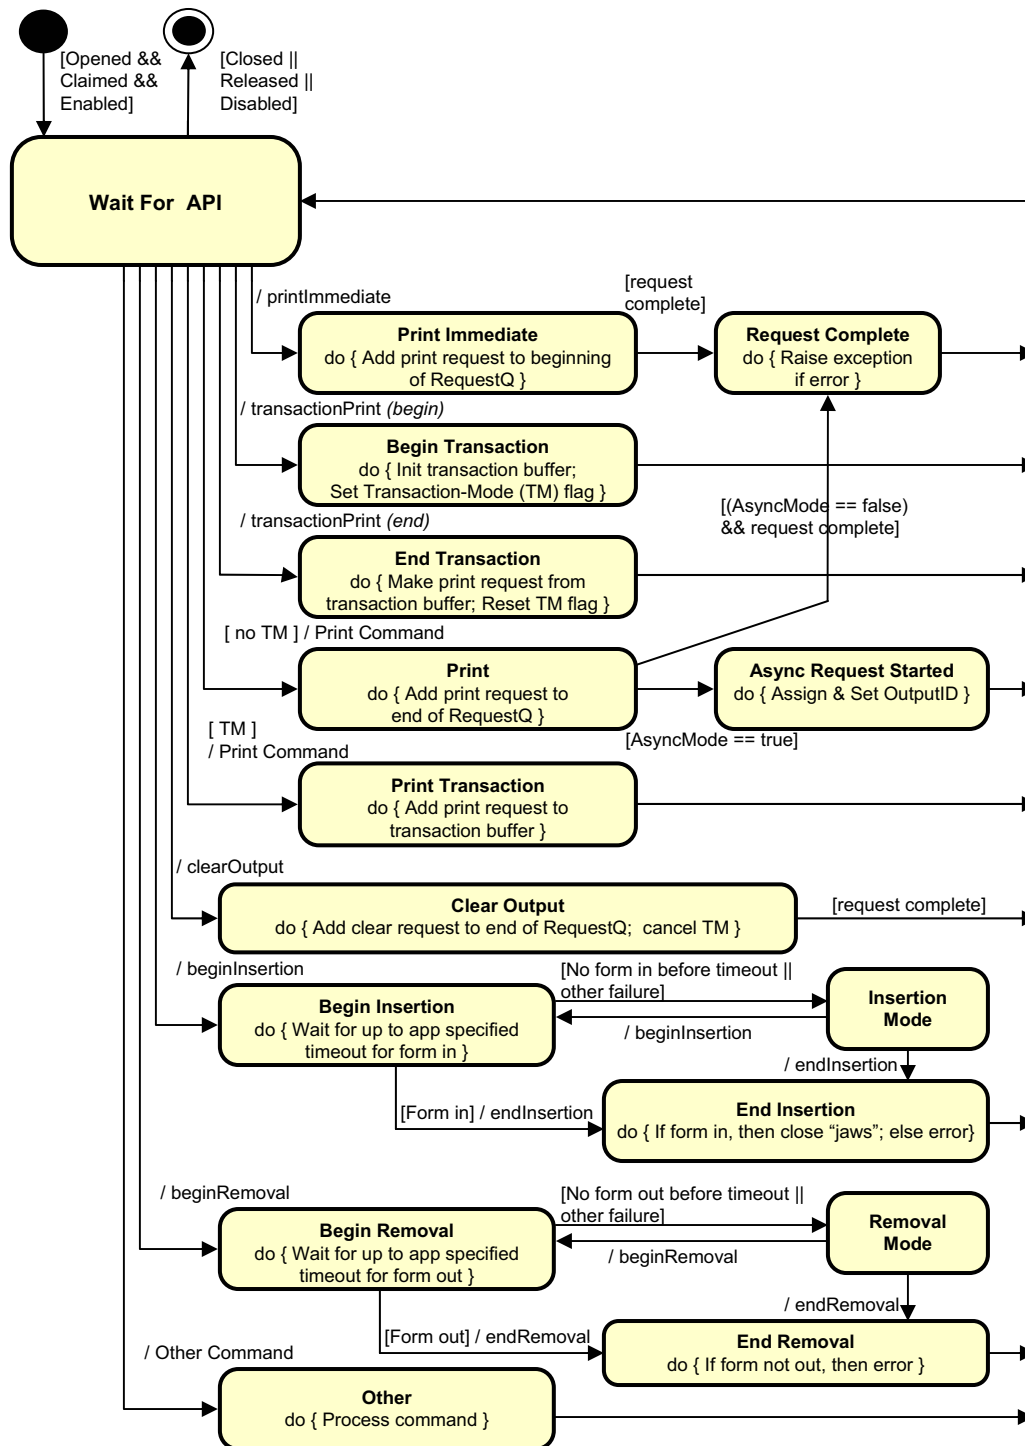 [Opened &&
Claimed &&
Enabled]
[Closed ||
Released ||
Disabled]
Wait For API
/ printImmediate
[request
complete]
Print Immediate
do { Add print request to beginning
of RequestQ }
Request Complete
do { Raise exception
if error }
/ transactionPrint (begin)
Begin Transaction
do { Init transaction buffer;
Set Transaction-Mode (TM) flag }
[(AsyncMode == false)
&& request complete]
/ transactionPrint (end)
End Transaction
do { Make print request from
transaction buffer; Reset TM flag }
[ no TM ] / Print Command
Print
do { Add print request to
end of RequestQ }
Async Request Started
do { Assign & Set OutputID }
[AsyncMode == true]
[ TM ]
/ Print Command
Print Transaction
do { Add print request to
transaction buffer }
/ clearOutput
Clear Output
do { Add clear request to end of RequestQ; cancel TM }
[request complete]
/ beginInsertion
Begin Insertion
do { Wait for up to app specified
timeout for form in }
[No form in before timeout ||
other failure]
/ beginInsertion
Insertion
Mode
/ endInsertion
[Form in] / endInsertion
End Insertion
do { If form in, then close “jaws”; else error}
/ beginRemoval
Begin Removal
do { Wait for up to app specified
timeout for form out }
[No form out before timeout ||
other failure]
/ beginRemoval
Removal
Mode
/ endRemoval
[Form out] / endRemoval
End Removal
do { If form not out, then error }
/ Other Command
Other
do { Process command }